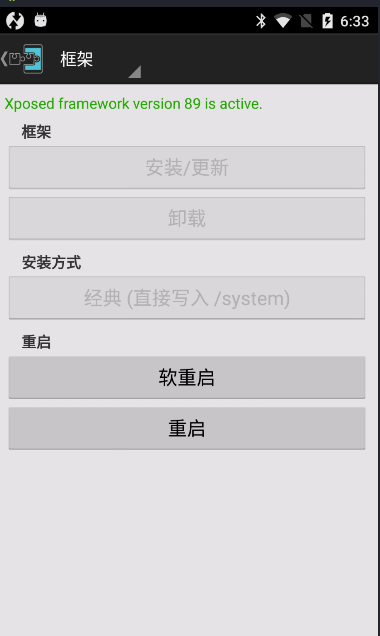 6:33
框架
Xposed framework version 89 is active.
框架
安装/更新
卸载
安装方式
经典 (直接写入 /system)
重启
软重启
重启